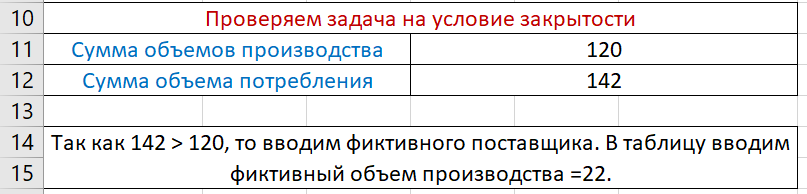 10 Проверяем задача на условие закрытости
11 Сумма объемов производства 120
12 Сумма объема потребления 142
13
14 Так как 142 > 120, то вводим фиктивного поставщика. В таблицу вводим
15 фиктивный объем производства =22.